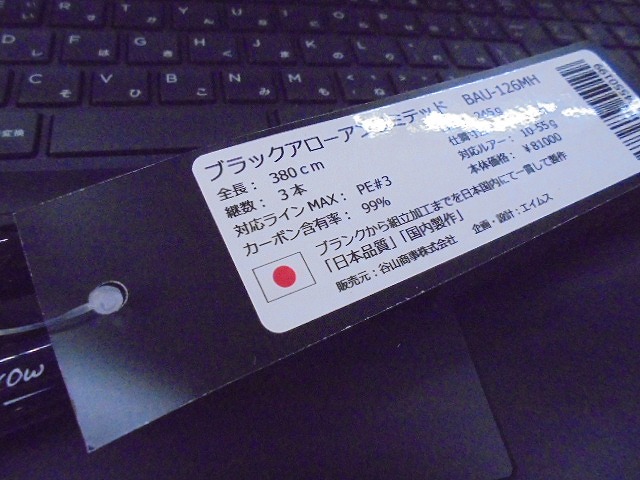 ブラックアローアンリミテッド BAU-126MH
全長： 380cm
継数： 3本
対応ラインMAX： PE#3
カーボン含有率： 99%
対応ルアー： 10-55g
本体価格： ¥81000
ブランクから組立加工までを日本国内にて一貫して製作
「日本品質」「国内製作」
販売元：谷山商事株式会社 企画・設計：エイムス
row